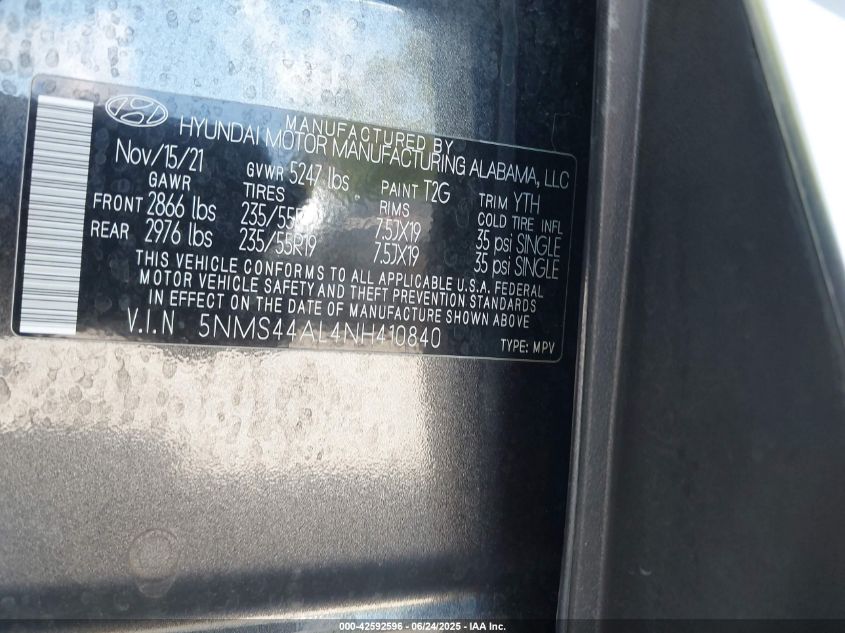 MANUFACTURED BY
HYUNDAI MOTOR MANUFACTURING ALABAMA, LLC
Nov/15/21 GVWR 5247 lbs PAINT T2G TRIM YTH
GAWR TIRES RIMS COLD TIRE INFL
FRONT 2866 lbs 235/55R19 7.5JX19 35 psi SINGLE
REAR 2976 lbs 235/55R19 7.5JX19 35 psi SINGLE
THIS VEHICLE CONFORMS TO ALL APPLICABLE U.S.A. FEDERAL
MOTOR VEHICLE SAFETY AND THEFT PREVENTION STANDARDS
IN EFFECT ON THE DATE OF MANUFACTURE SHOWN ABOVE
V.I.N 5NMS44AL4NH410840 TYPE: MPV
000-42592596 - 06/24/2025 - IAA, Inc.